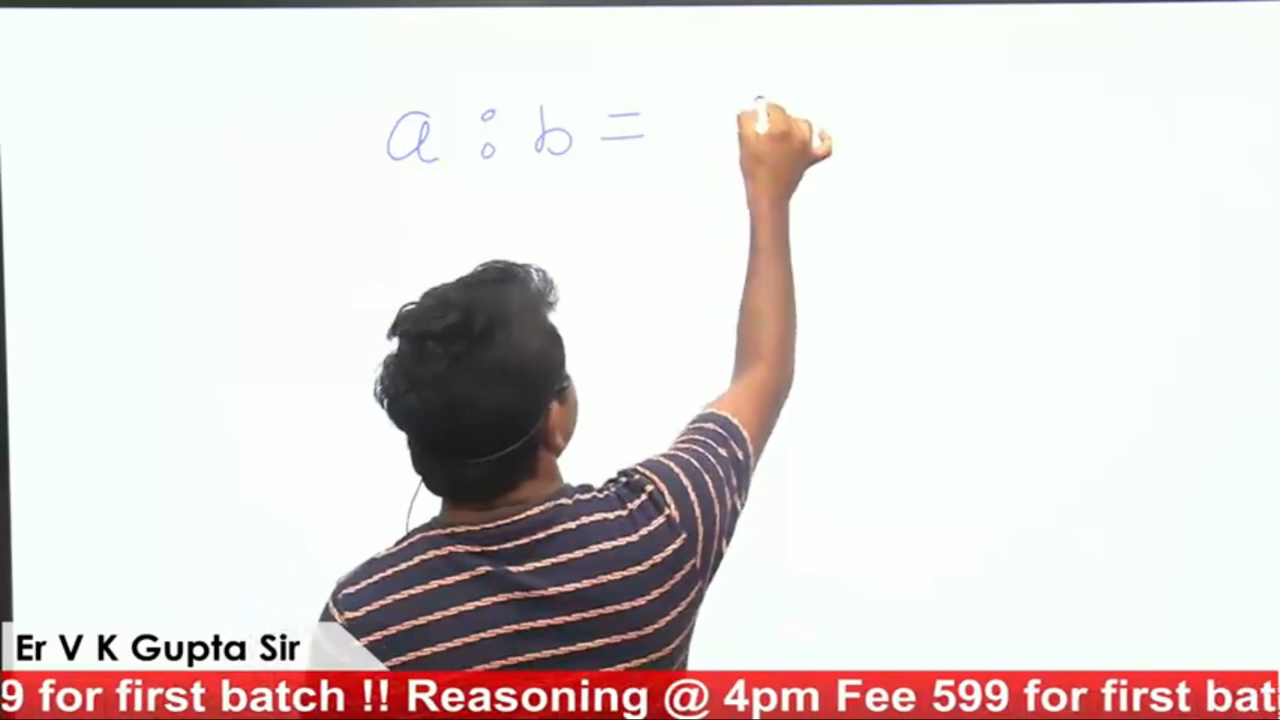 a : b =
Er V K Gupta Sir
9 for first batch !! Reasoning @ 4pm Fee 599 for first bat